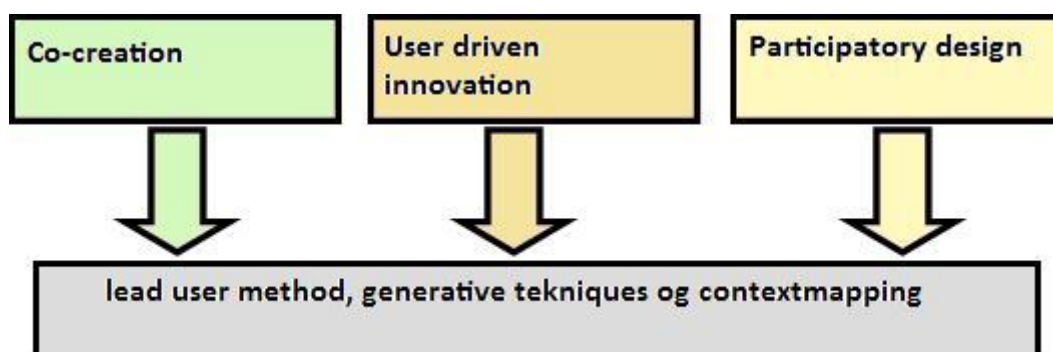 Co-creation
User driven
innovation
Participatory design
lead user method, generative tekniques og contextmapping